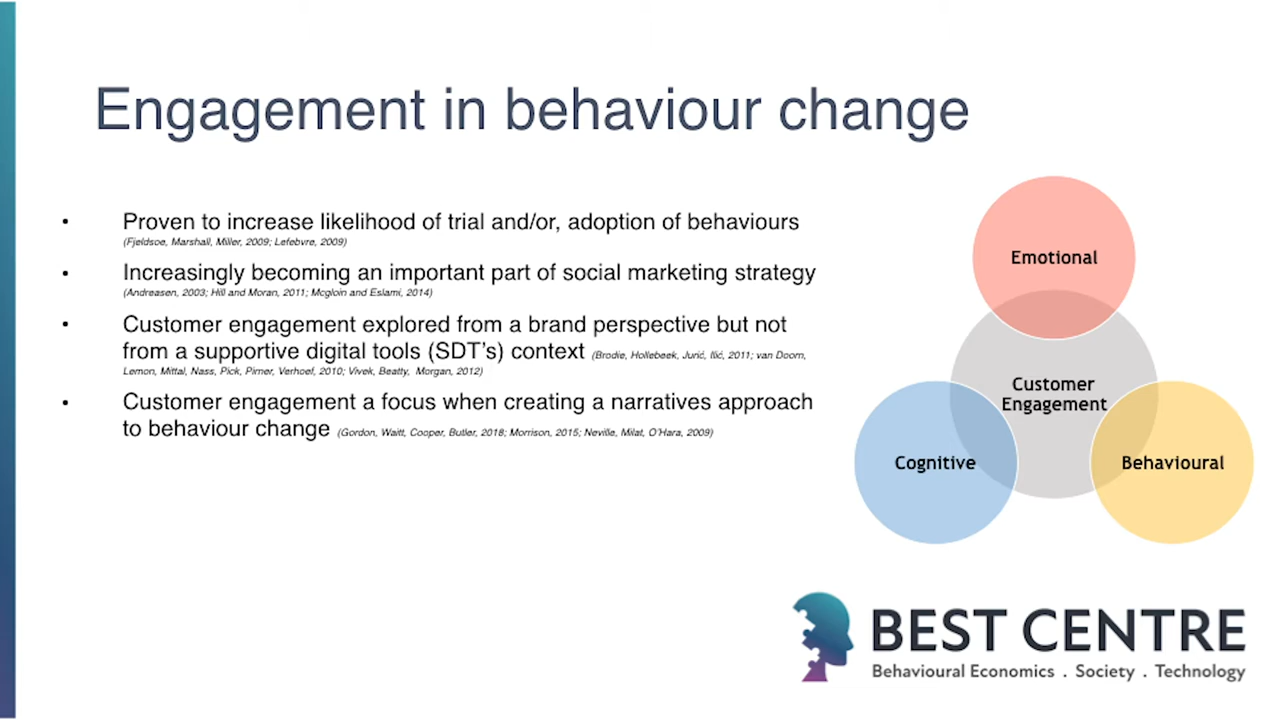 Engagement in behaviour change
• Proven to increase likelihood of trial and/or, adoption of behaviours
(Fjeldsoe, Marshall, Miller, 2009; Lefebvre, 2009)
• Increasingly becoming an important part of social marketing strategy
(Andreasen, 2003; Hill and Moran, 2011; Mcgloin and Eslami, 2014)
• Customer engagement explored from a brand perspective but not
from a supportive digital tools (SDT's) context (Brodie, Hollebeek, Jurić, Ilić, 2011; van Doorn,
Lemon, Mittal, Nass, Pick, Pirner, Verhoef, 2010; Vivek, Beatty, Morgan, 2012)
• Customer engagement a focus when creating a narratives approach
to behaviour change (Gordon, Waitt, Cooper, Butler, 2018; Morrison, 2015; Neville, Milat, O'Hara, 2009)
Emotional
Customer
Engagement
Cognitive
Behavioural
BEST CENTRE
Behavioural Economics . Society . Technology